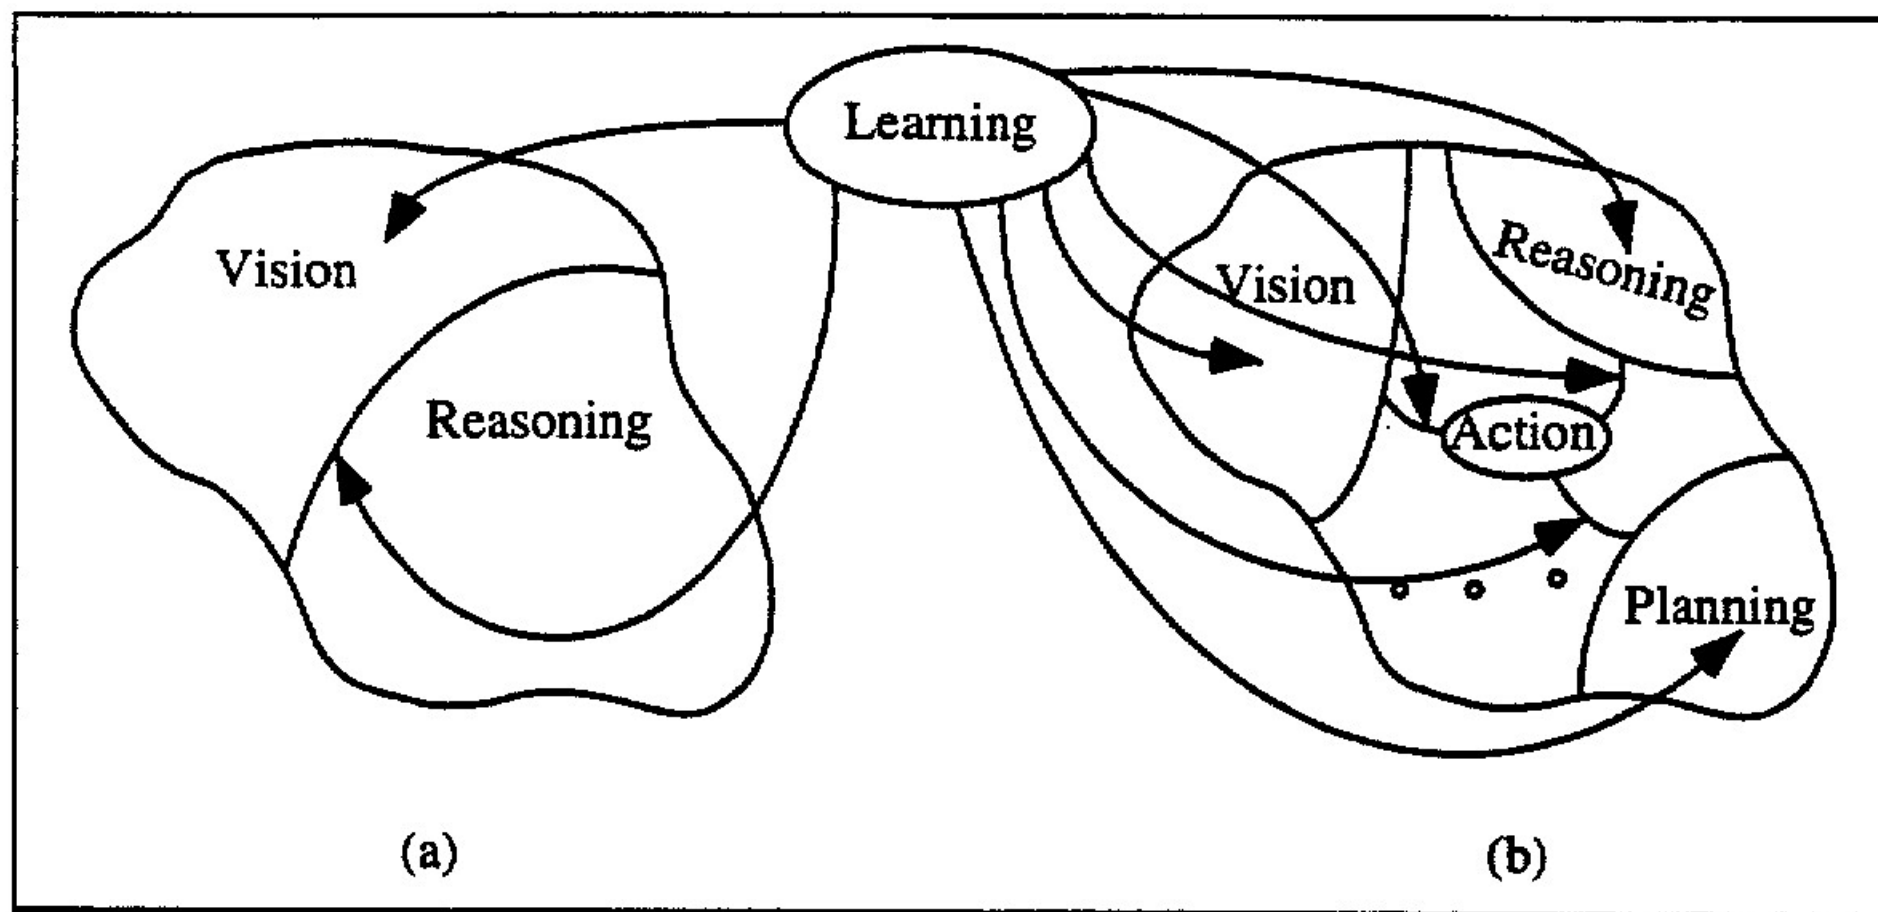 Learning
Vision
Reasoning
Vision
Reasoning
Action
Planning
(a)
(b)